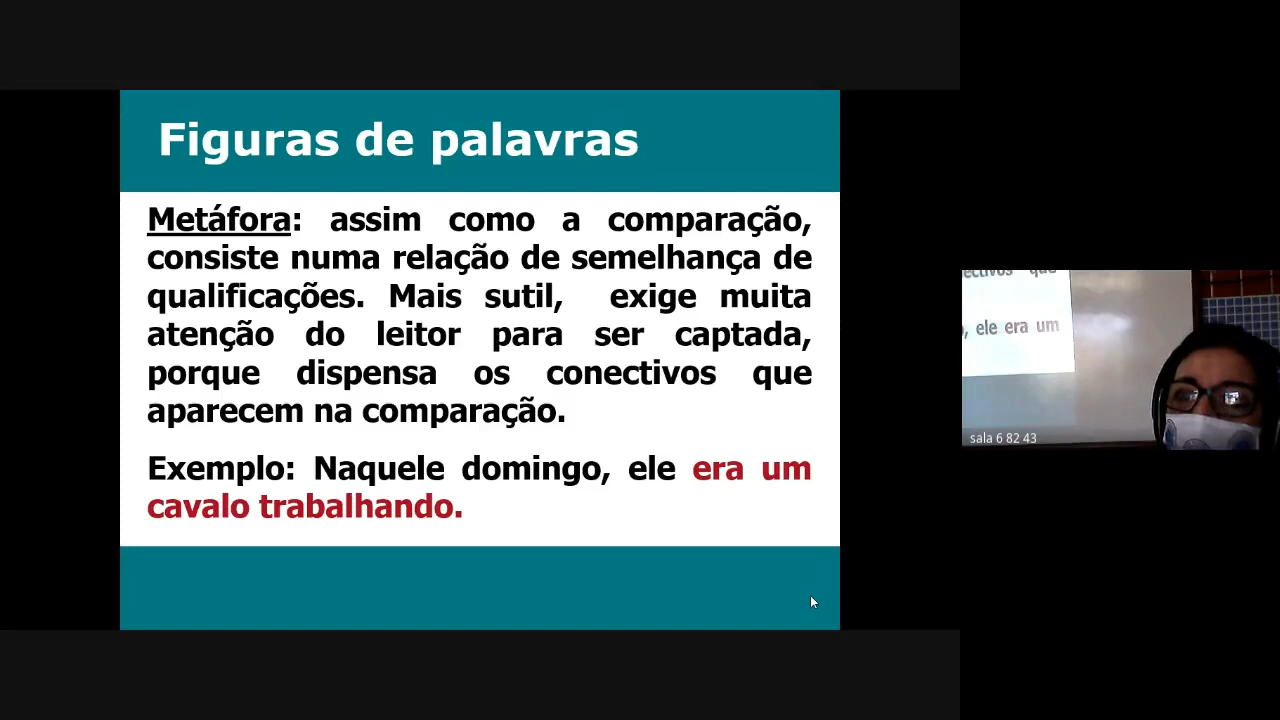 Figuras de palavras
Metáfora: assim como a comparação,
consiste numa relação de semelhança de
qualificações. Mais sutil, exige muita
atenção do leitor para ser captada,
porque dispensa os conectivos que
aparecem na comparação.
Exemplo: Naquele domingo, ele era um
cavalo trabalhando.
ele era um
sala 6 82 43